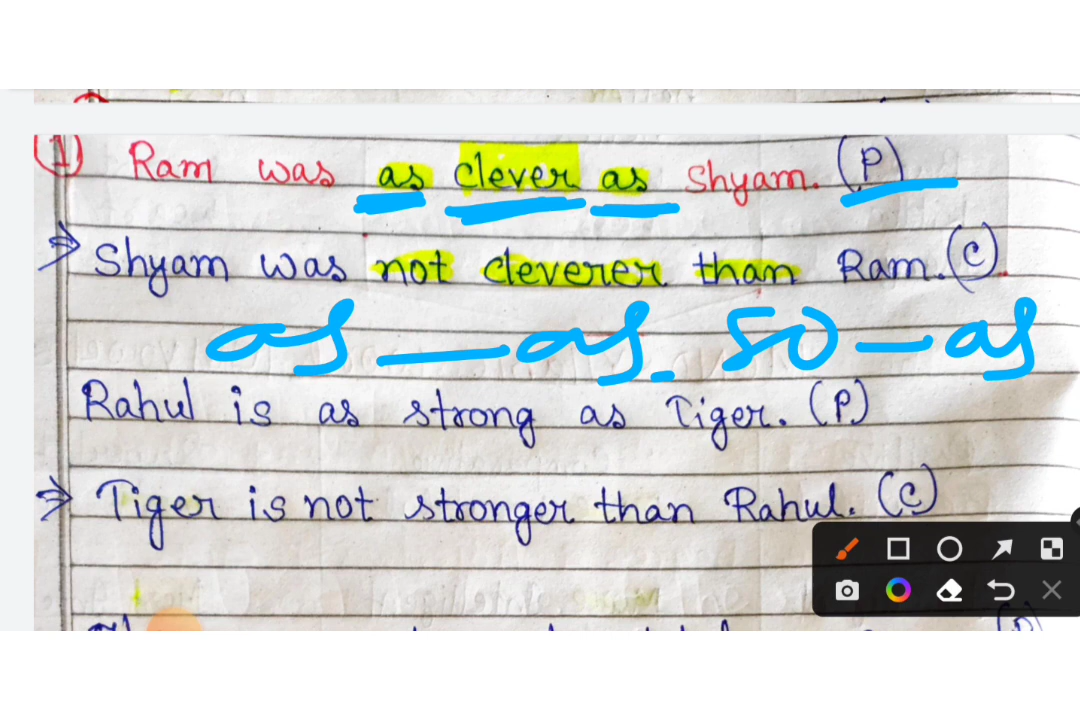 (1) Ram was as clever as Shyam. (P)
⇒ Shyam was not cleverer than Ram. (C)
as — as. so — as
Rahul is as strong as Tiger. (P)
⇒ Tiger is not stronger than Rahul. (C)